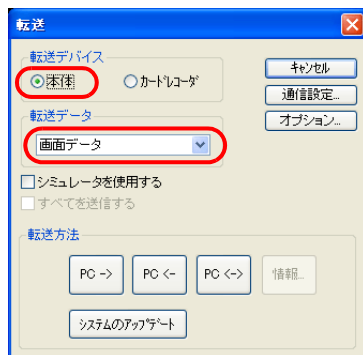 転送
転送デバイス
本体
カードレコーダ
キャンセル
通信設定...
オプション...
転送データ
画面データ
シミュレータを使用する
すべてを送信する
転送方法
PC ->
PC <-
PC <->
情報...
システムのアップデート